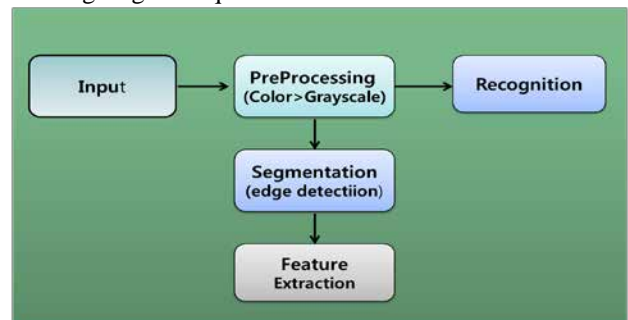 Input
PreProcessing
(Color>Grayscale)
Recognition
Segmentation
(edge detectiion)
Feature
Extraction